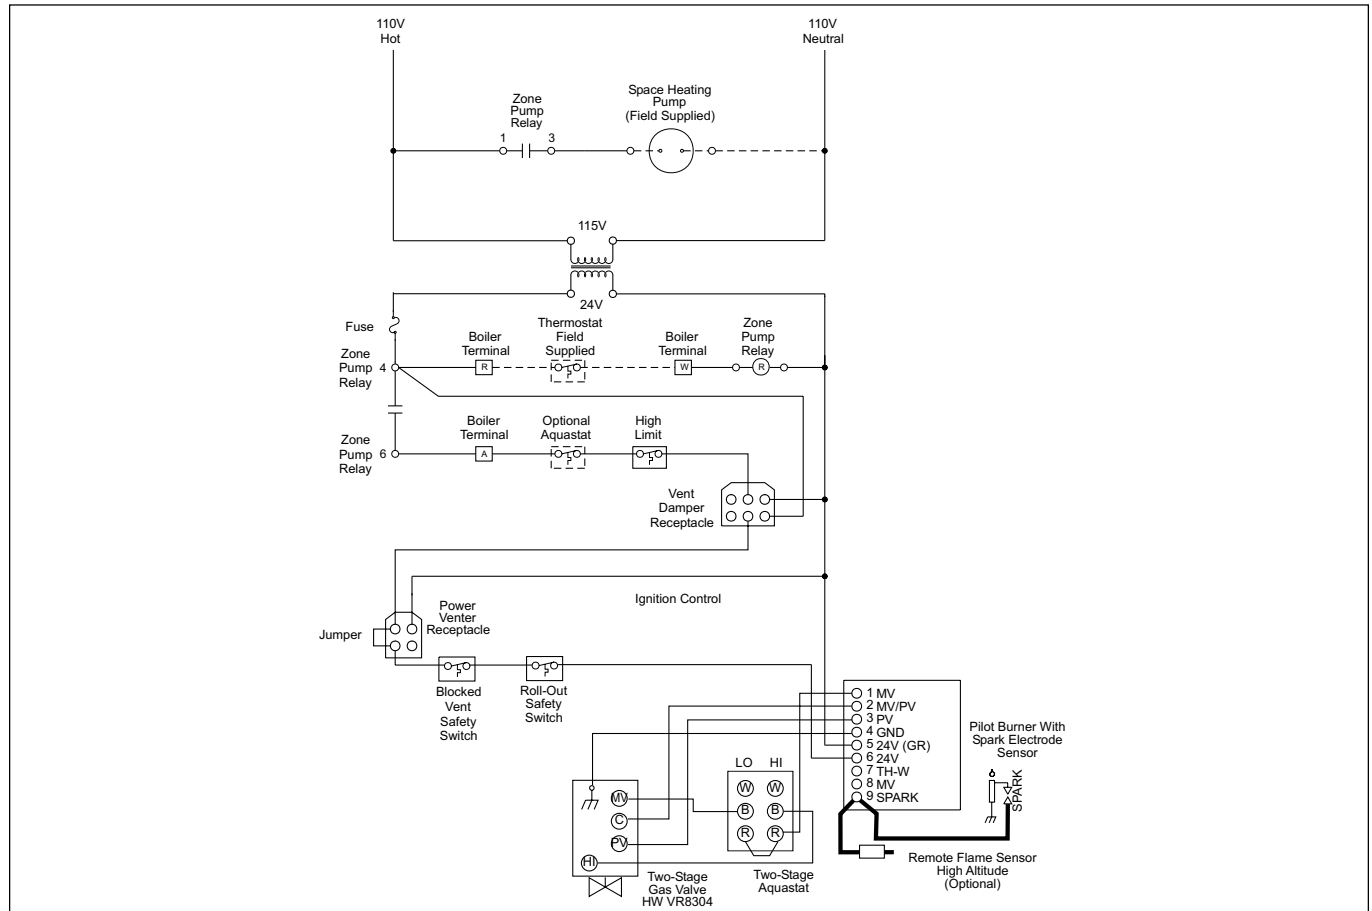 110V
Hot
110V
Neutral
Zone
Pump
Relay
1
3
Space Heating
Pump
(Field Supplied)
115V
24V
Fuse
Zone
Pump
Relay
4
Boiler
Terminal
R
Thermostat
Field
Supplied
Boiler
Terminal
W
Zone
Pump
Relay
R
Zone
Pump
Relay
6
Boiler
Terminal
A
Optional
Aquastat
High
Limit
Vent
Damper
Receptacle
Ignition Control
Power
Venter
Receptacle
Jumper
Blocked
Vent
Safety
Switch
Roll-Out
Safety
Switch
1 MV
2 MV/PV
3 PV
4 GND
5 24V (GR)
6 24V
7 TH-W
8 MV
9 SPARK
Pilot Burner With
Spark Electrode
Sensor
SPARK
LO HI
W W
B B
R R
MV
C
PV
HI
Two-Stage
Gas Valve
HW VR8304
Two-Stage
Aquastat
Remote Flame Sensor
High Altitude
(Optional)